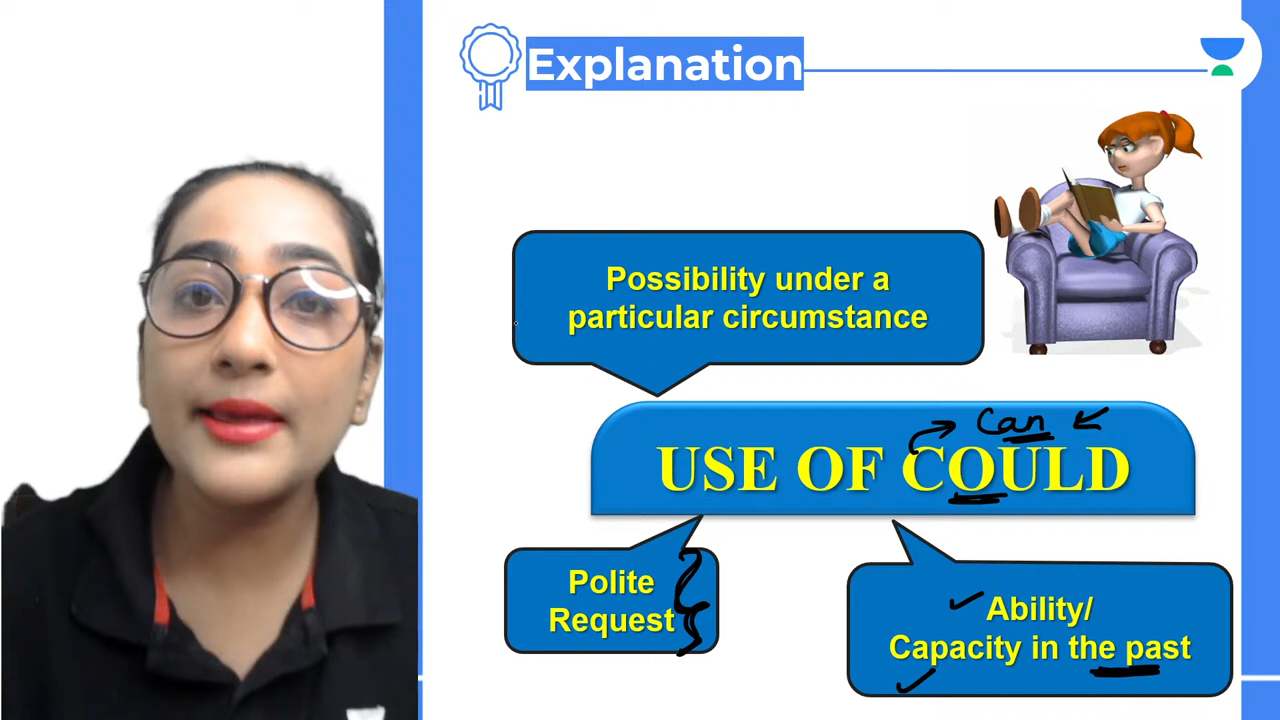 Explanation
Possibility under a
particular circumstance
Can
USE OF COULD
Polite
Request
Ability/
Capacity in the past